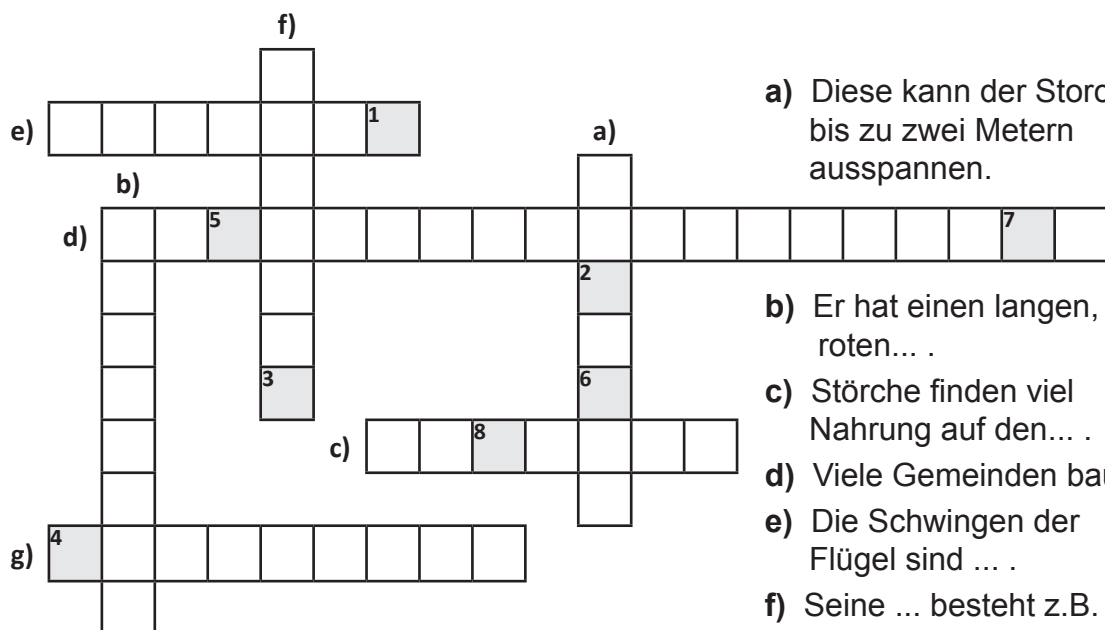 f)
a) Diese kann der Storc
1
e)
a)
bis zu zwei Metern
ausspannen.
b)
5
7
d)
2
b) Er hat einen langen,
roten... .
3
6
c) Störche finden viel
8
c)
Nahrung auf den... .
d) Viele Gemeinden bau
4
g)
e) Die Schwingen der
Flügel sind ... .
f) Seine ... besteht z.B.